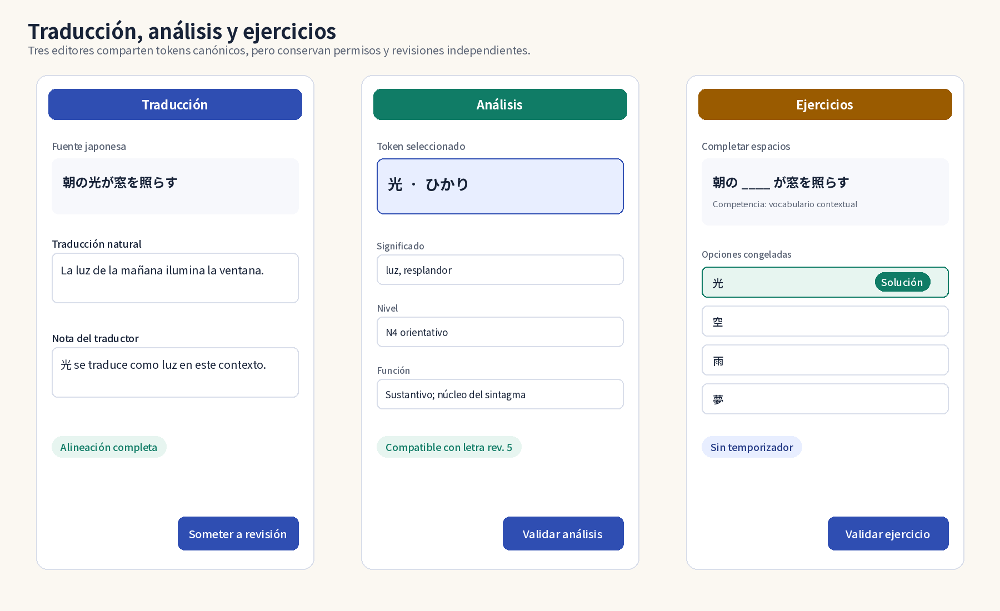 Traducción, análisis y ejercicios
Tres editores comparten tokens canónicos, pero conservan permisos y revisiones independientes.
Traducción
Fuente japonesa
朝の光が窓を照らす
Traducción natural
La luz de la mañana ilumina la ventana.
Nota del traductor
光 se traduce como luz en este contexto.
Alineación completa
Someter a revisión
Análisis
Token seleccionado
光 · ひかり
Significado
luz, resplandor
Nivel
N4 orientativo
Función
Sustantivo; núcleo del sintagma
Compatible con letra rev. 5
Validar análisis
Ejercicios
Completar espacios
朝の ____ が窓を照らす
Competencia: vocabulario contextual
Opciones congeladas
光 Solución
空
雨
夢
Sin temporizador
Validar ejercicio